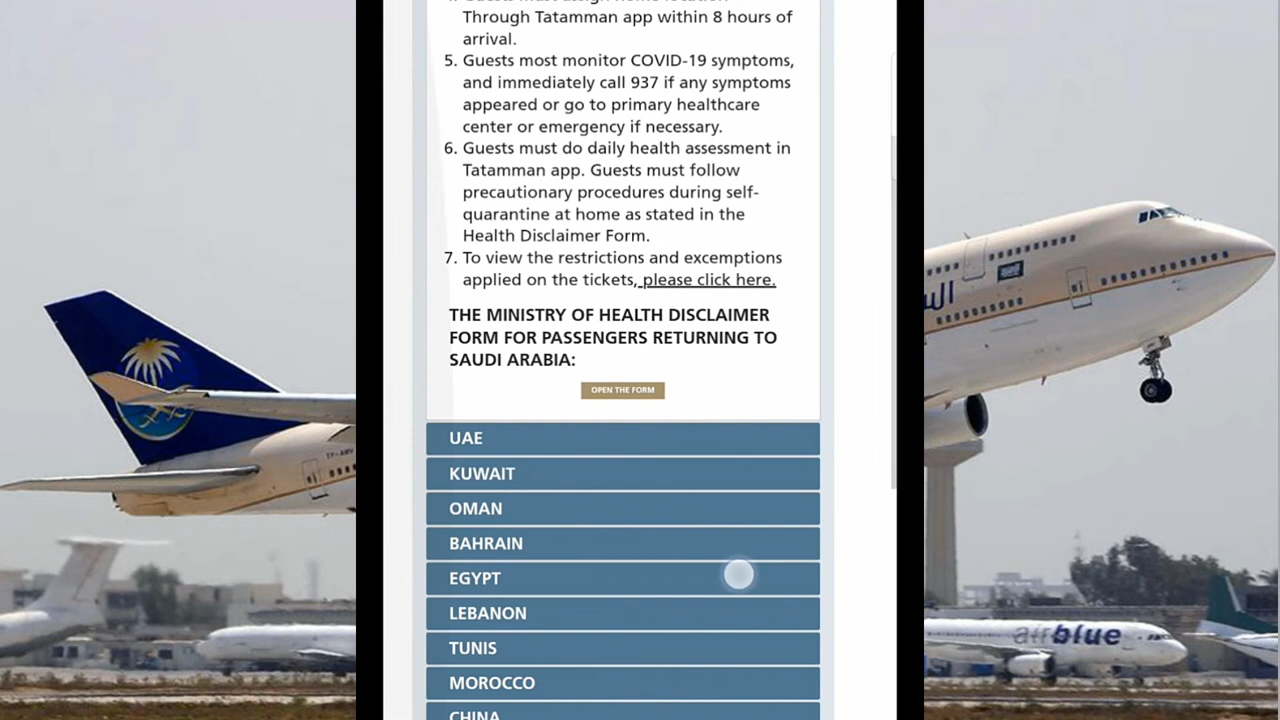 Through Tatamman app within 8 hours of
arrival.
5. Guests most monitor COVID-19 symptoms,
and immediately call 937 if any symptoms
appeared or go to primary healthcare
center or emergency if necessary.
6. Guests must do daily health assessment in
Tatamman app. Guests must follow
precautionary procedures during self-
quarantine at home as stated in the
Health Disclaimer Form.
7. To view the restrictions and excemptions
applied on the tickets, please click here.
THE MINISTRY OF HEALTH DISCLAIMER
FORM FOR PASSENGERS RETURNING TO
SAUDI ARABIA:
OPEN THE FORM
UAE
KUWAIT
OMAN
BAHRAIN
EGYPT
LEBANON
TUNIS
MOROCCO
CHINA
airblue